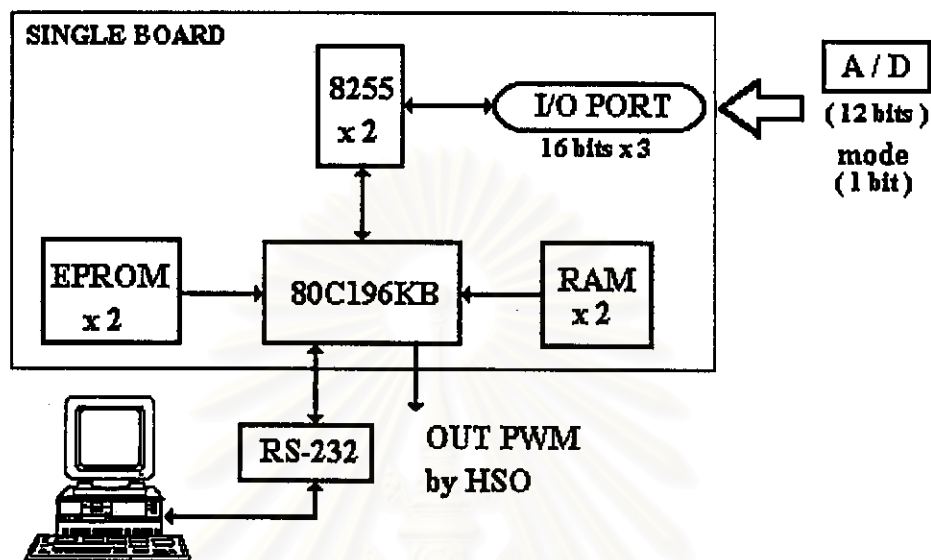 SINGLE BOARD
8255
x 2
I/O PORT
16 bits x 3
A / D
( 12 bits )
mode
( 1 bit )
EPROM
x 2
80C196KB
RAM
x 2
RS-232
OUT PWM
by HSO